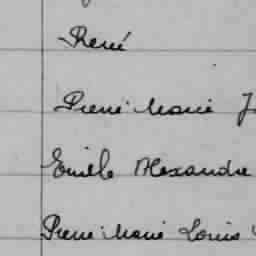 René
Pierre Marie J
Emile Alexandre
Pierre Marie Louis